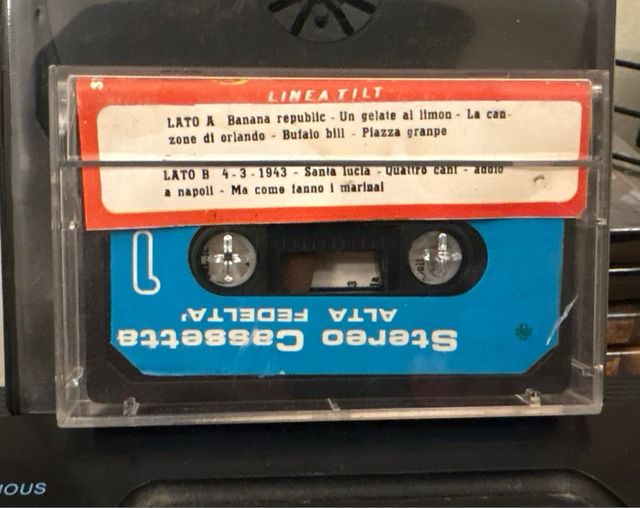 LINEA TILT
LATO A Banana republic - Un gelate al limon - La can-
zone di orlando - Bufalo bill - Piazza granpe
LATO B 4-3-1943 - Santa lucia - Quattro cani - addio
a napoli - Ma come fanno i marinai
ALTA FEDELTA'
Stereo Cassetta
IOUS